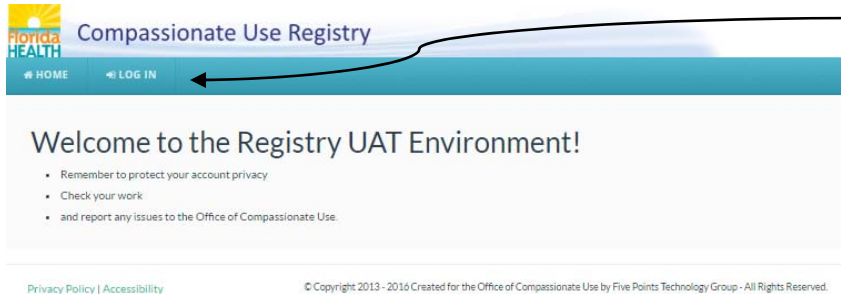 Florida
HEALTH
Compassionate Use Registry
HOME LOG IN
Welcome to the Registry UAT Environment!
• Remember to protect your account privacy
• Check your work
• and report any issues to the Office of Compassionate Use.
Privacy Policy | Accessibility © Copyright 2013 - 2016 Created for the Office of Compassionate Use by Five Points Technology Group - All Rights Reserved.